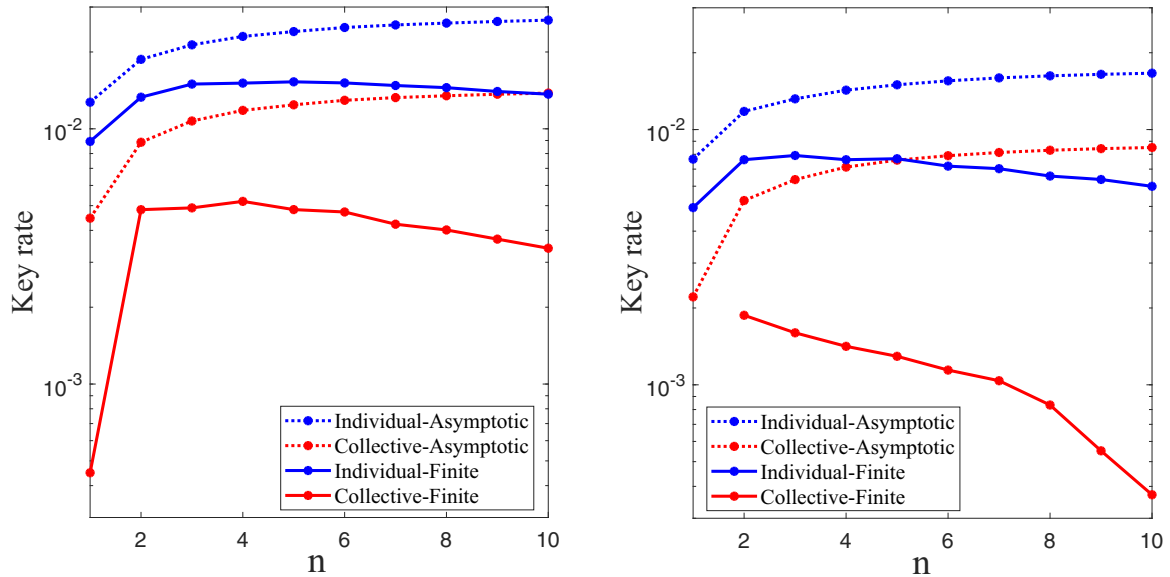 Key rate
10^-2
10^-3
2 4 6 8 10
n
Individual-Asymptotic
Collective-Asymptotic
Individual-Finite
Collective-Finite
Key rate
10^-2
10^-3
2 4 6 8 10
n
Individual-Asymptotic
Collective-Asymptotic
Individual-Finite
Collective-Finite